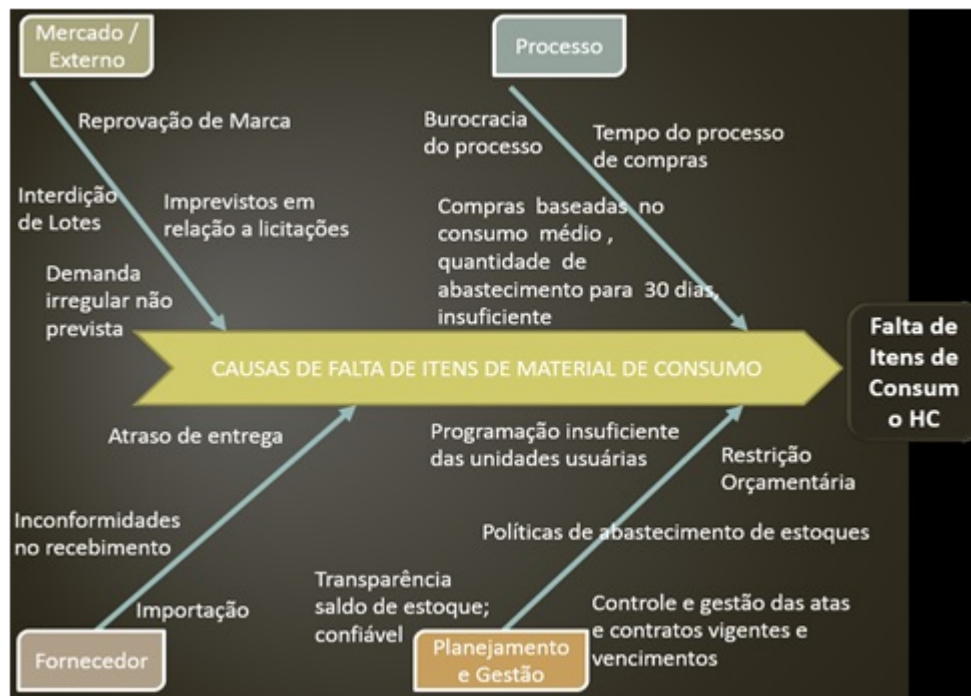 Mercado /
Externo
Processo
Reprovação de Marca
Burocracia
do processo
Tempo do processo
de compras
Interdição
de Lotes
Imprevistos em
relação a licitações
Compras baseadas no
consumo médio ,
quantidade de
abastecimento para 30 dias,
insuficiente
Demanda
irregular não
prevista
CAUSAS DE FALTA DE ITENS DE MATERIAL DE CONSUMO
Falta de
Itens de
Consum
o HC
Atraso de entrega
Programação insuficiente
das unidades usuárias
Restrição
Orçamentária
Inconformidades
no recebimento
Políticas de abastecimento de estoques
Importação
Transparência
saldo de estoque;
confiável
Controle e gestão das atas
e contratos vigentes e
vencimentos
Fornecedor
Planejamento
e Gestão